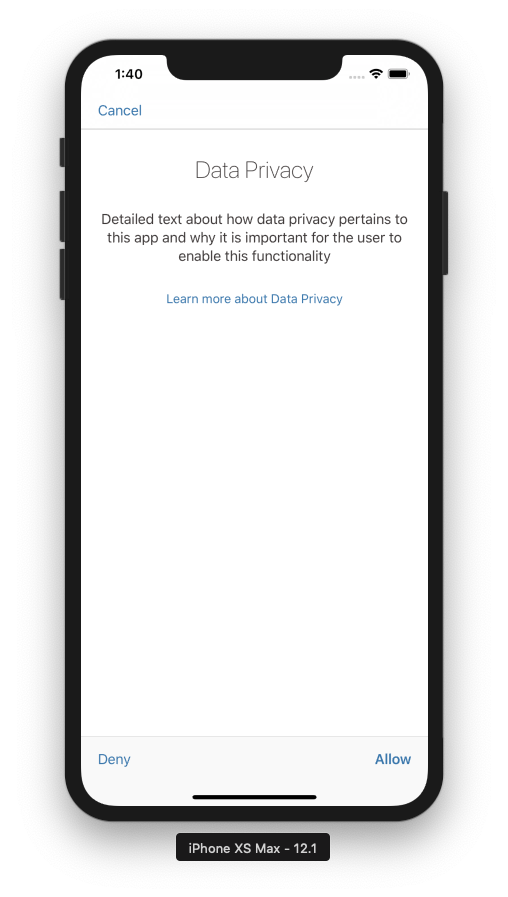 1:40
Cancel
Data Privacy
Detailed text about how data privacy pertains to
this app and why it is important for the user to
enable this functionality
Learn more about Data Privacy
Deny
Allow
iPhone XS Max - 12.1